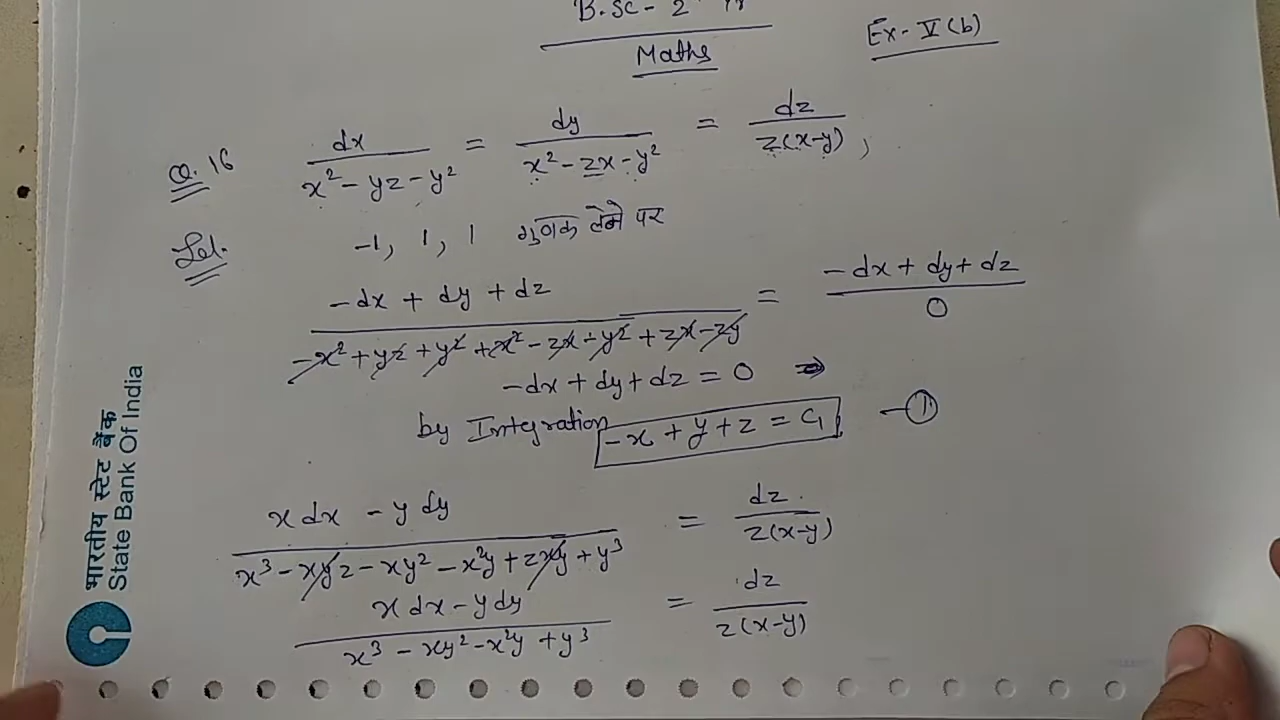 B.Sc - 2
Maths
Ex - V(b)
Q. 16 dx/(x² - yz - y²) = dy/(x² - zx - y²) = dz/(z(x-y)),
Sol. -1, 1, 1 गुणक लेने पर
(-dx + dy + dz)/(-x² + yz + y² + x² - zx - y² + zx - zy) = (-dx + dy + dz)/0
-dx + dy + dz = 0 ⇒
by Integration -x + y + z = C₁ —①
(x dx - y dy)/(x³ - xyz - xy² - x²y + zxy + y³) = dz/(z(x-y))
(x dx - y dy)/(x³ - xy² - x²y + y³) = dz/(z(x-y))
भारतीय स्टेट बैंक
State Bank Of India